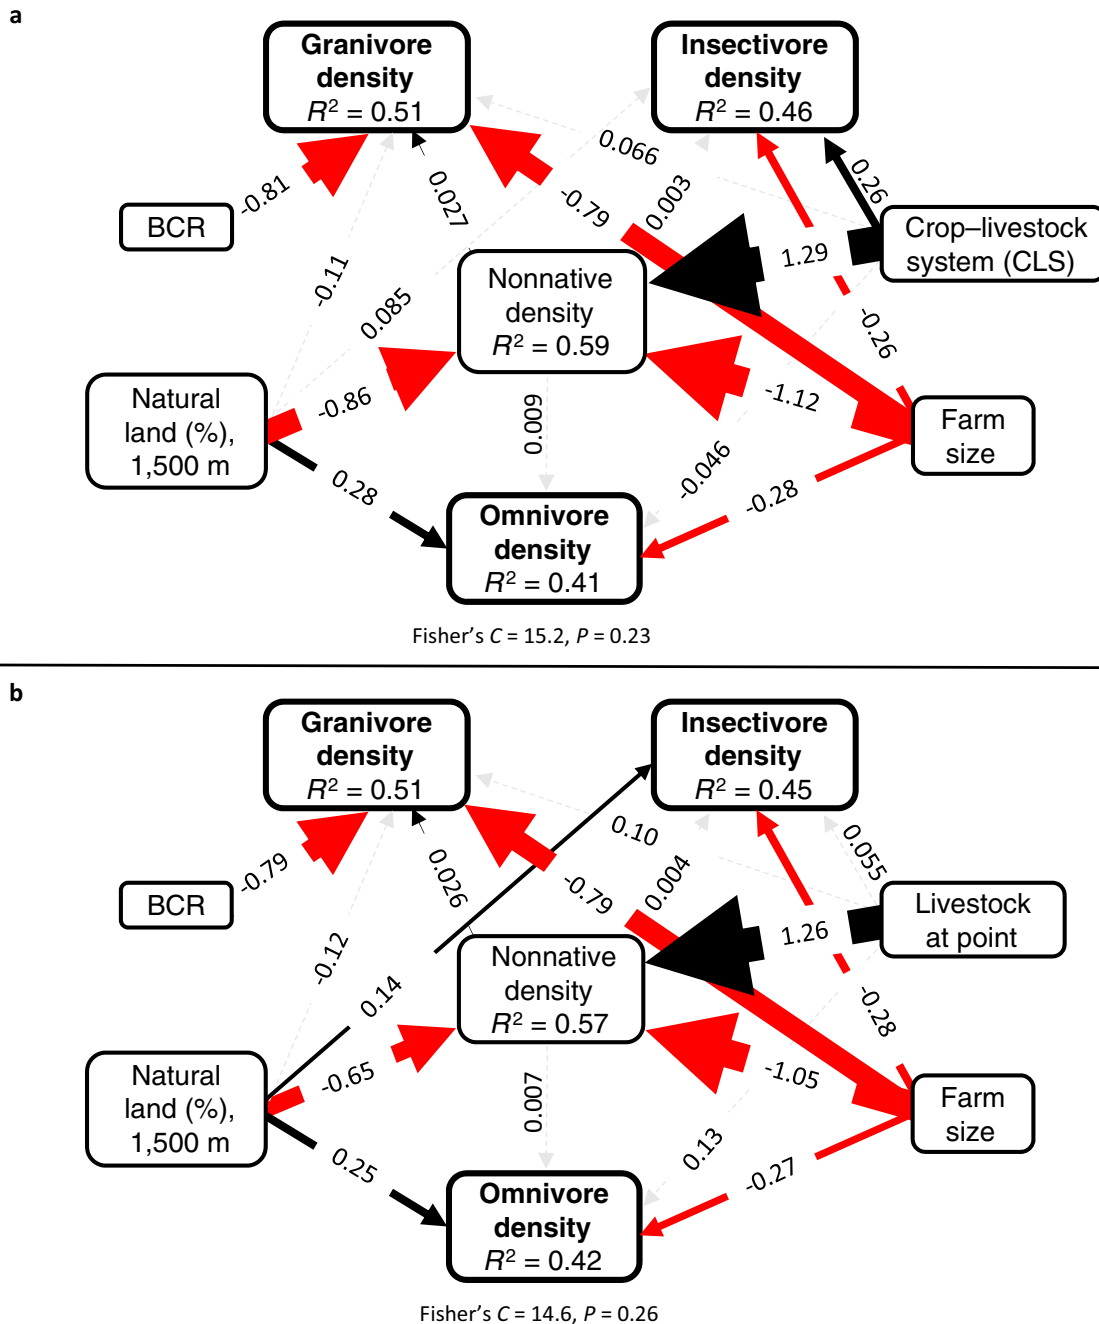 a
Granivore
density
R² = 0.51
Insectivore
density
R² = 0.46
0.066
-0.81
0.027
-0.79
0.003
0.26
BCR
Crop–livestock
system (CLS)
1.29
-0.11
0.085
Nonnative
density
R² = 0.59
-0.26
Natural
land (%),
1,500 m
-0.86
-1.12
Farm
size
0.009
-0.046
0.28
-0.28
Omnivore
density
R² = 0.41
Fisher's C = 15.2, P = 0.23
b
Granivore
density
R² = 0.51
Insectivore
density
R² = 0.45
0.10
-0.79
0.026
-0.79
0.004
0.055
BCR
Livestock
at point
1.26
-0.12
0.14
Nonnative
density
R² = 0.57
-0.28
Natural
land (%),
1,500 m
-0.65
-1.05
Farm
size
0.007
0.13
0.25
-0.27
Omnivore
density
R² = 0.42
Fisher's C = 14.6, P = 0.26